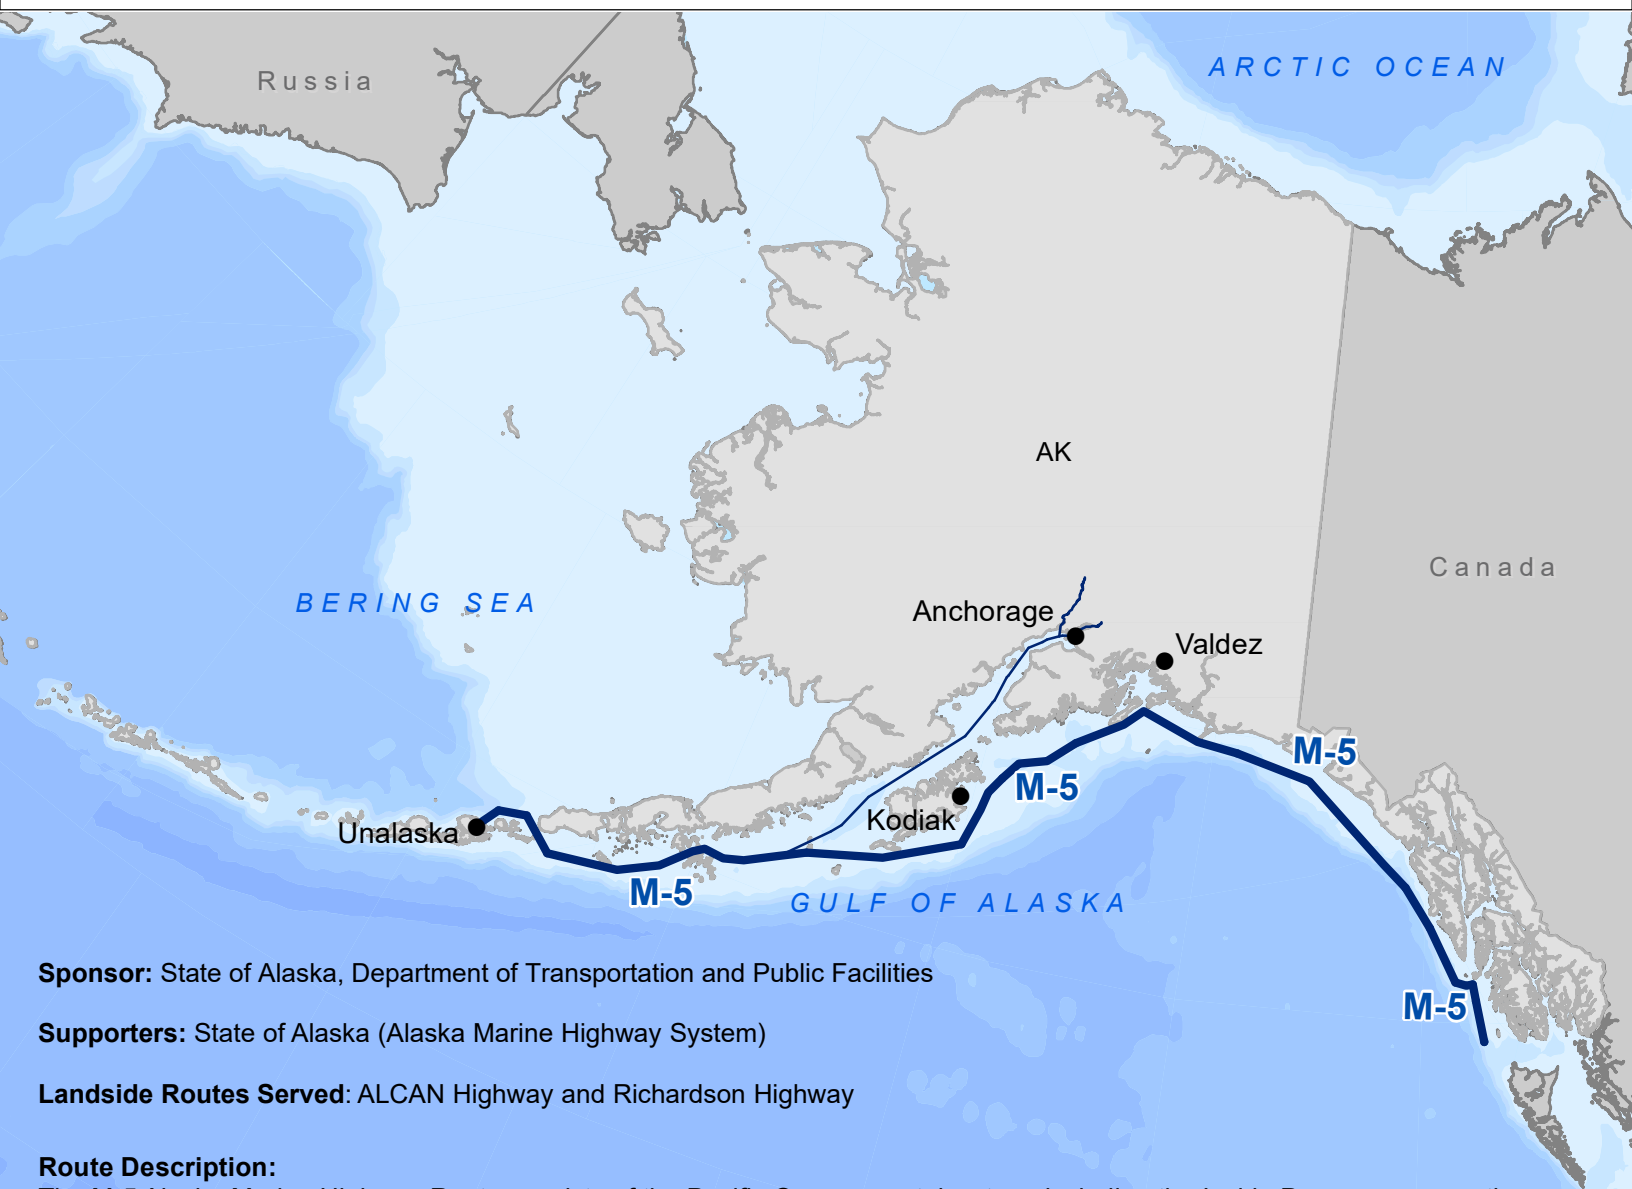 Russia
ARCTIC OCEAN
AK
Canada
BERING SEA
Anchorage
Valdez
M-5
M-5
Kodiak
Unalaska
M-5
GULF OF ALASKA
M-5
Sponsor: State of Alaska, Department of Transportation and Public Facilities
Supporters: State of Alaska (Alaska Marine Highway System)
Landside Routes Served: ALCAN Highway and Richardson Highway
Route Description: